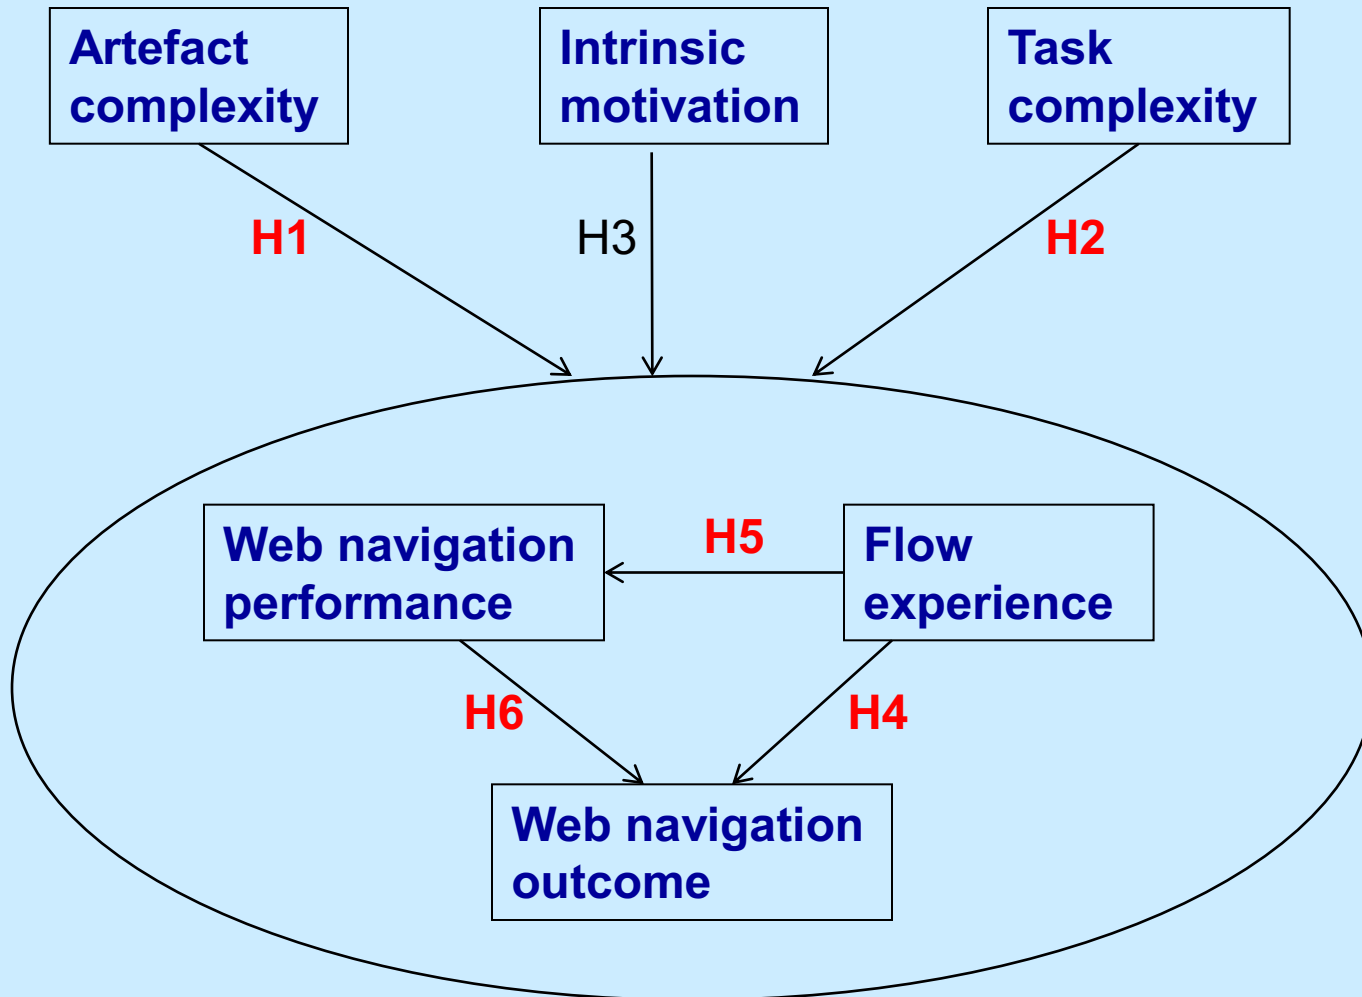 Artefact
complexity
Intrinsic
motivation
Task
complexity
H1
H3
H2
Web navigation
performance
H5
Flow
experience
H6
H4
Web navigation
outcome